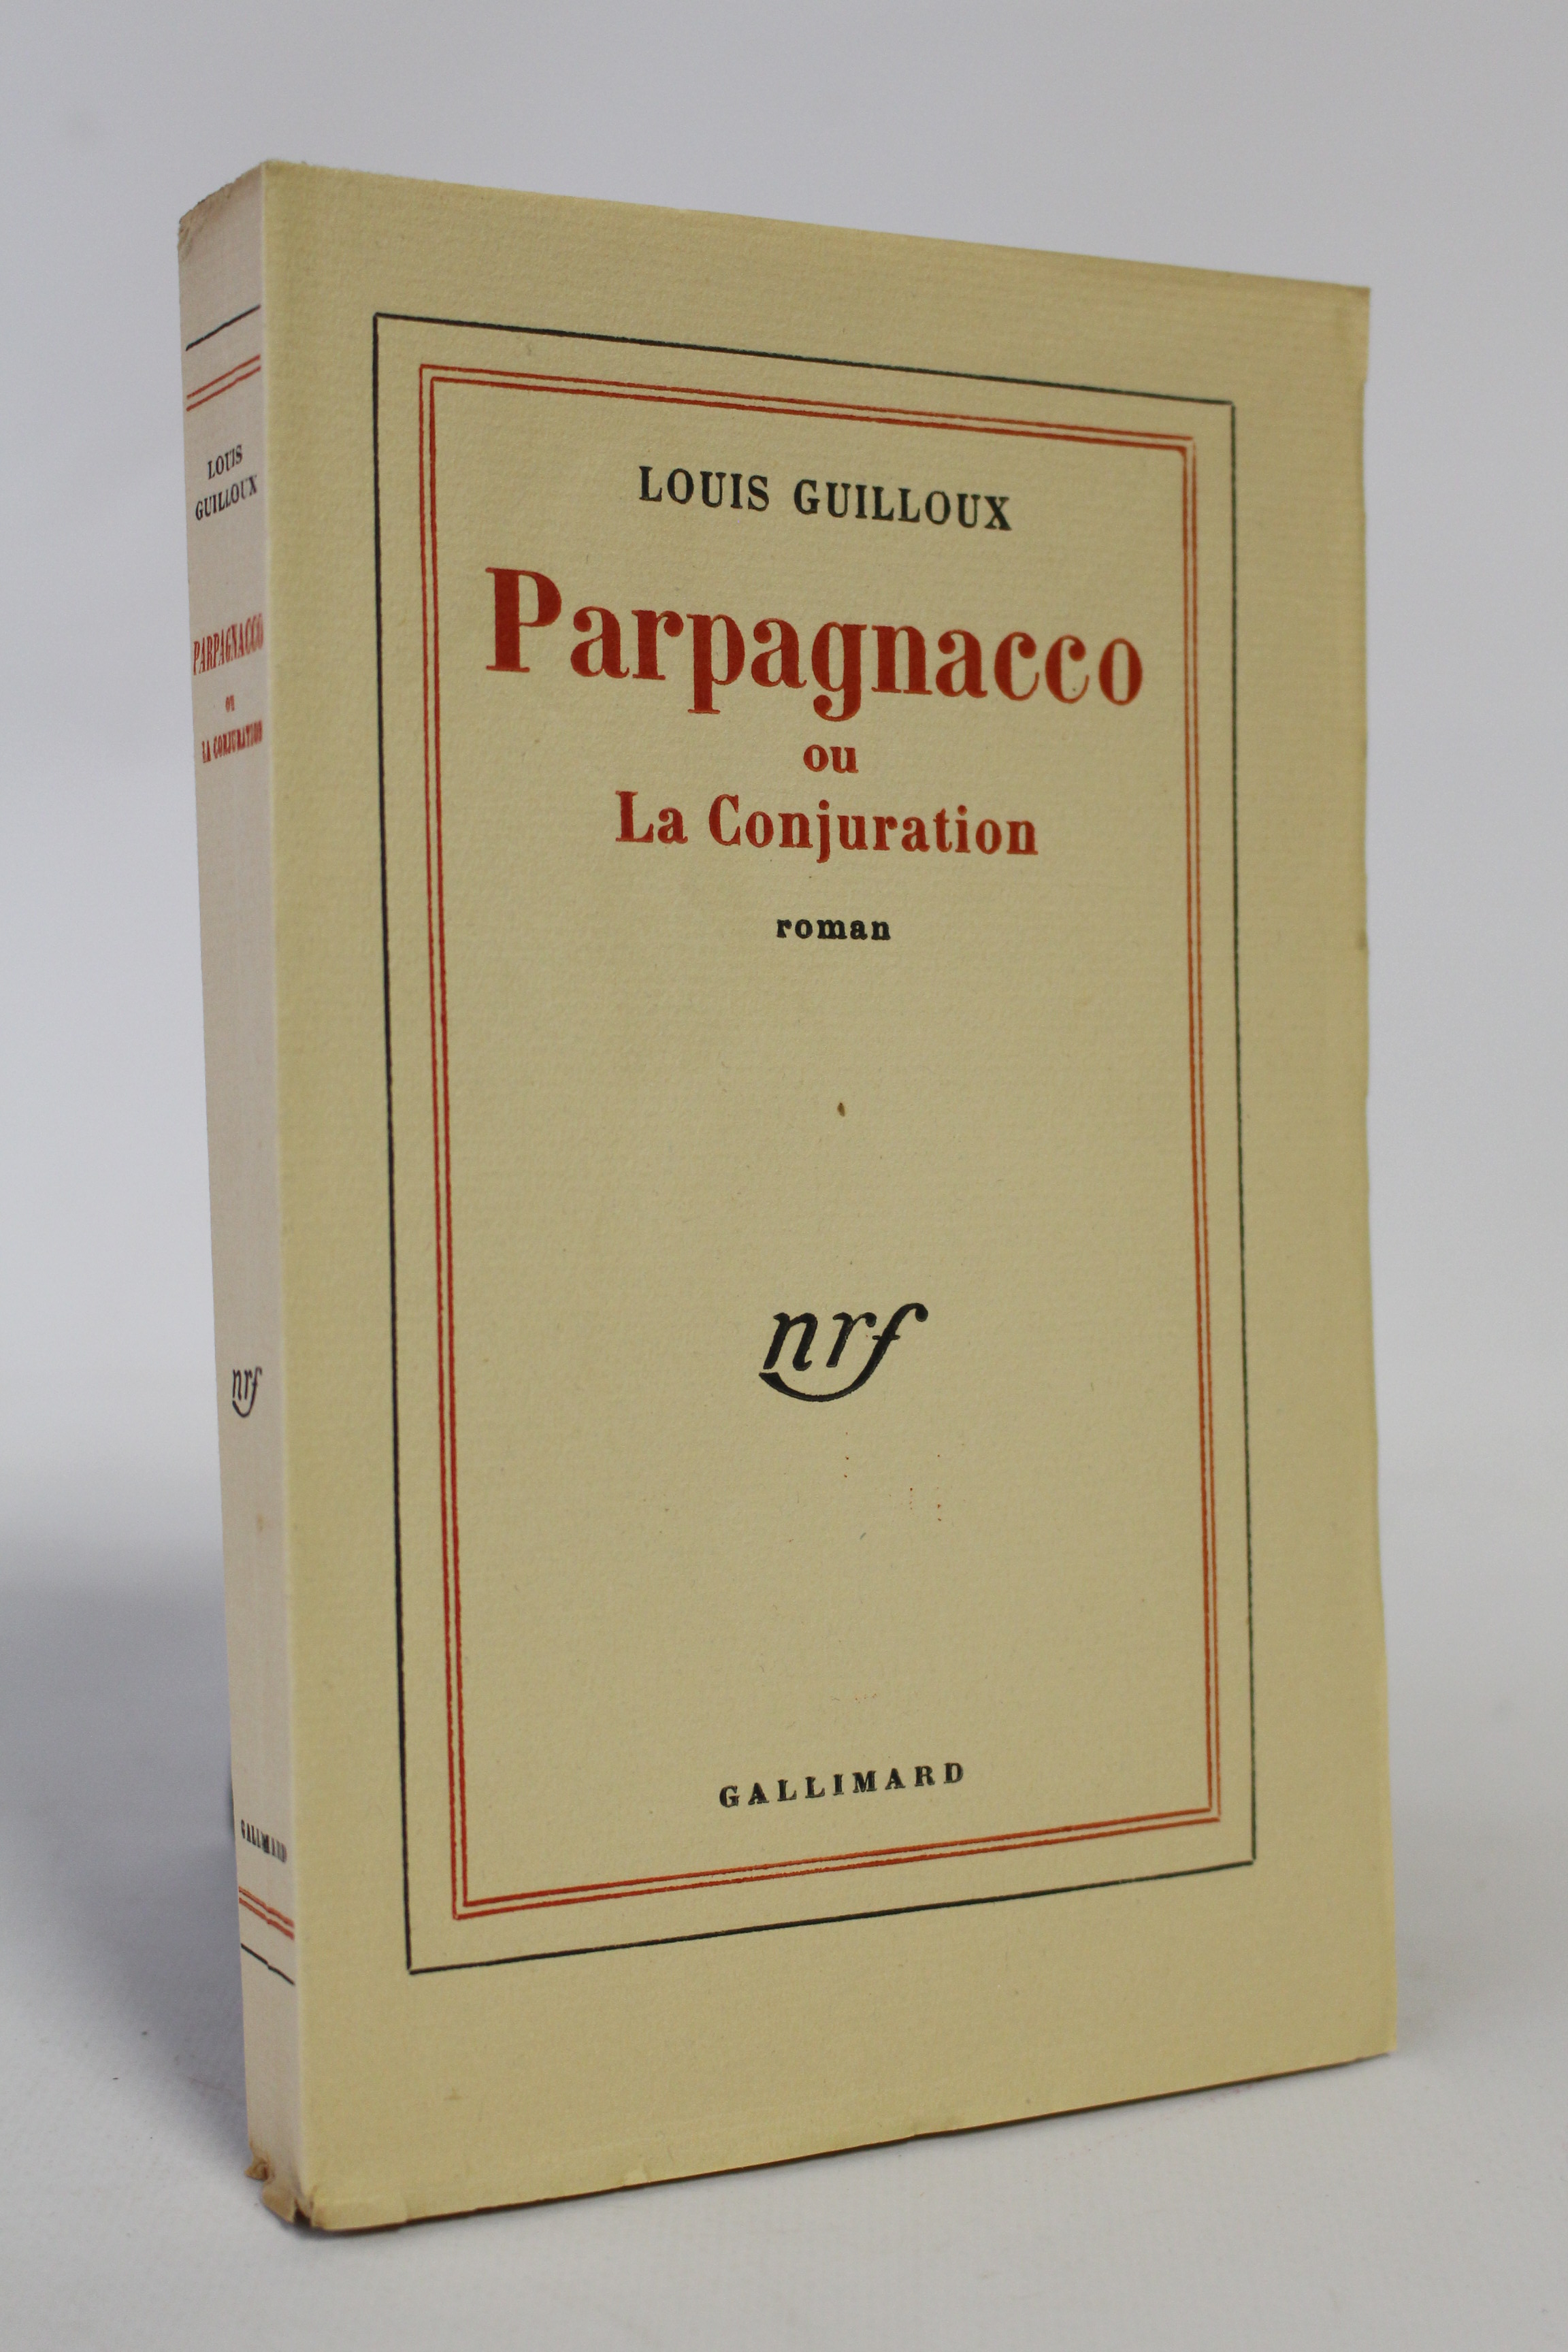 LOUIS
GUILLOUX
PARPAGNACCO
ou
LA CONJURATION
nrf
GALLIMARD
LOUIS GUILLOUX
Parpagnacco
ou
La Conjuration
roman
nrf
GALLIMARD